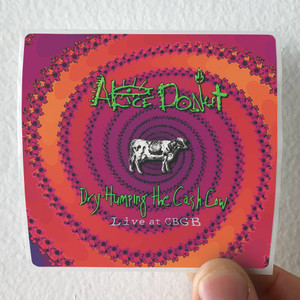 Alice Donut
Dry-Humping the Cash Cow
Live at CBGB